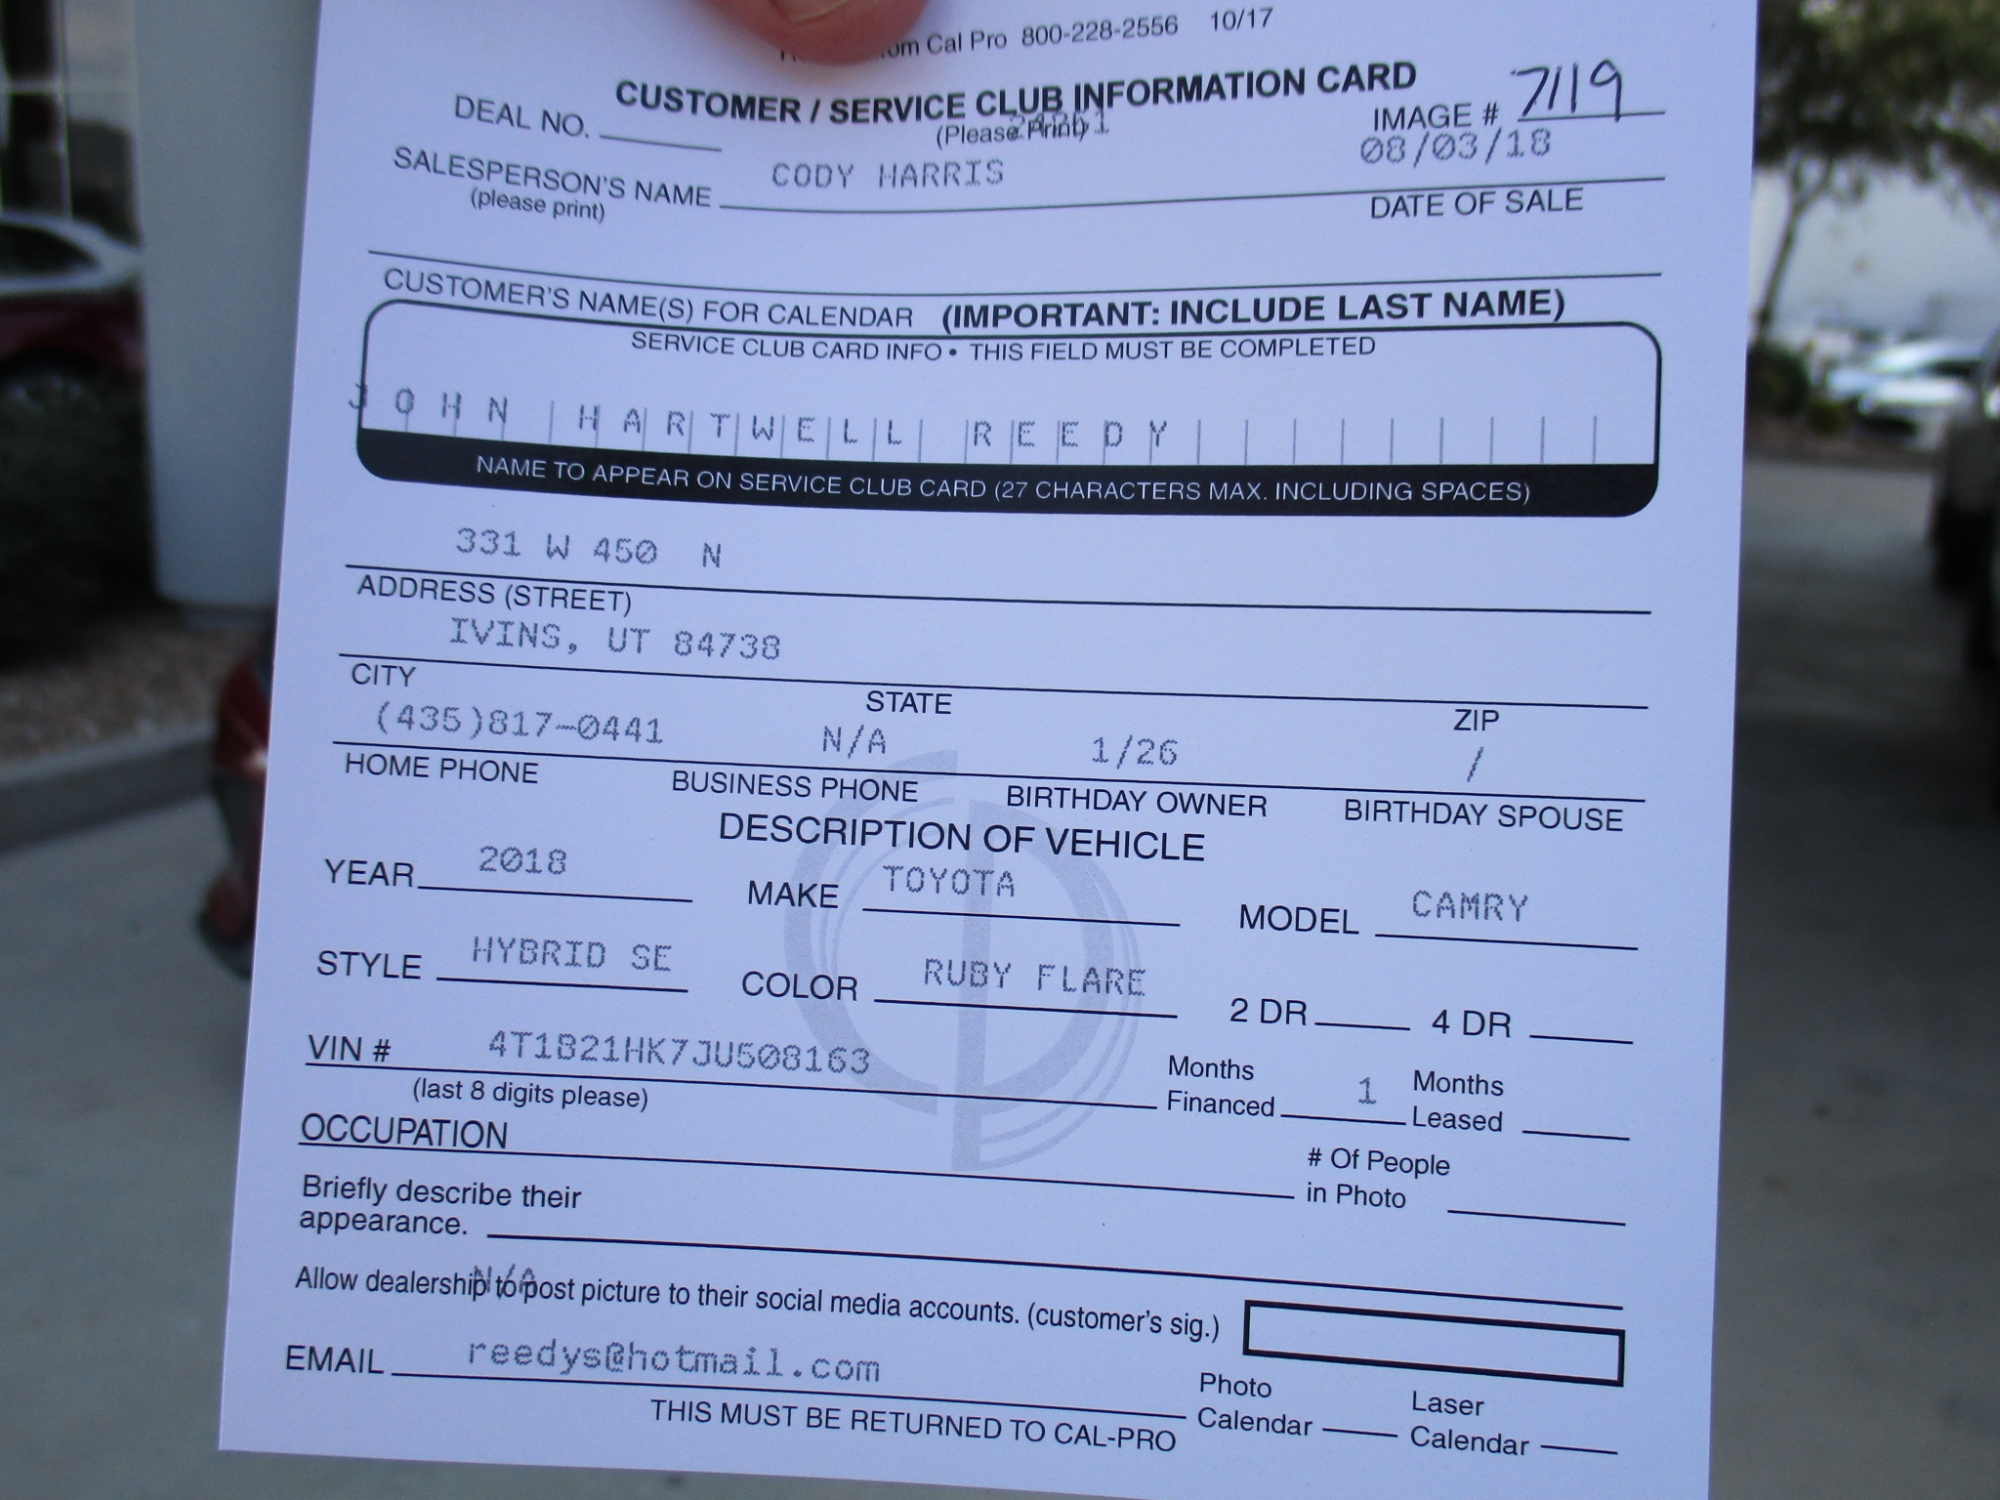 om Cal Pro 800-228-2556 10/17
CUSTOMER / SERVICE CLUB INFORMATION CARD
DEAL NO. (Please Print) IMAGE # 7119
08/03/18
SALESPERSON'S NAME CODY HARRIS
(please print) DATE OF SALE
CUSTOMER'S NAME(S) FOR CALENDAR (IMPORTANT: INCLUDE LAST NAME)
SERVICE CLUB CARD INFO • THIS FIELD MUST BE COMPLETED
JOHN HARTWELL REEDY
NAME TO APPEAR ON SERVICE CLUB CARD (27 CHARACTERS MAX. INCLUDING SPACES)
331 W 450 N
ADDRESS (STREET)
IVINS, UT 84738
CITY STATE ZIP
(435)817-0441 N/A 1/26 /
HOME PHONE BUSINESS PHONE BIRTHDAY OWNER BIRTHDAY SPOUSE
DESCRIPTION OF VEHICLE
YEAR 2018 MAKE TOYOTA MODEL CAMRY
STYLE HYBRID SE COLOR RUBY FLARE 2 DR 4 DR
VIN # 4T1B21HK7JU508163 Months Financed 1 Months Leased
(last 8 digits please)
OCCUPATION # Of People in Photo
Briefly describe their
appearance.
N/A
Allow dealership to post picture to their social media accounts. (customer's sig.)
EMAIL reedys@hotmail.com Photo Calendar Laser Calendar
THIS MUST BE RETURNED TO CAL-PRO